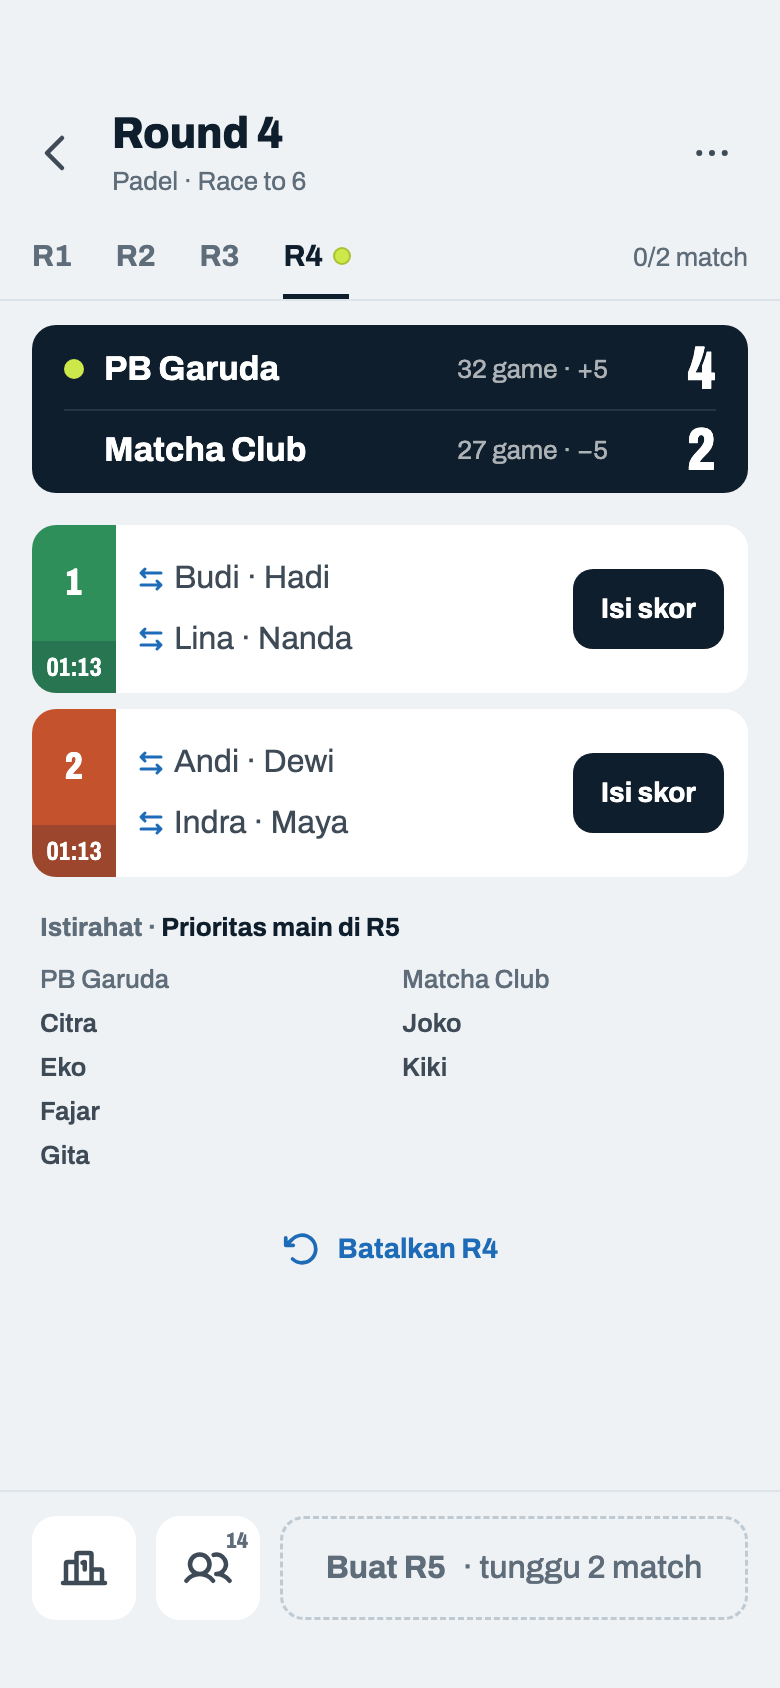 Round 4
Padel · Race to 6
R1 R2 R3 R4 0/2 match
PB Garuda 32 game · +5 4
Matcha Club 27 game · −5 2
1
01:13
Budi · Hadi
Lina · Nanda
Isi skor
2
01:13
Andi · Dewi
Indra · Maya
Isi skor
Istirahat · Prioritas main di R5
PB Garuda
Citra
Eko
Fajar
Gita
Matcha Club
Joko
Kiki
Batalkan R4
14
Buat R5 · tunggu 2 match